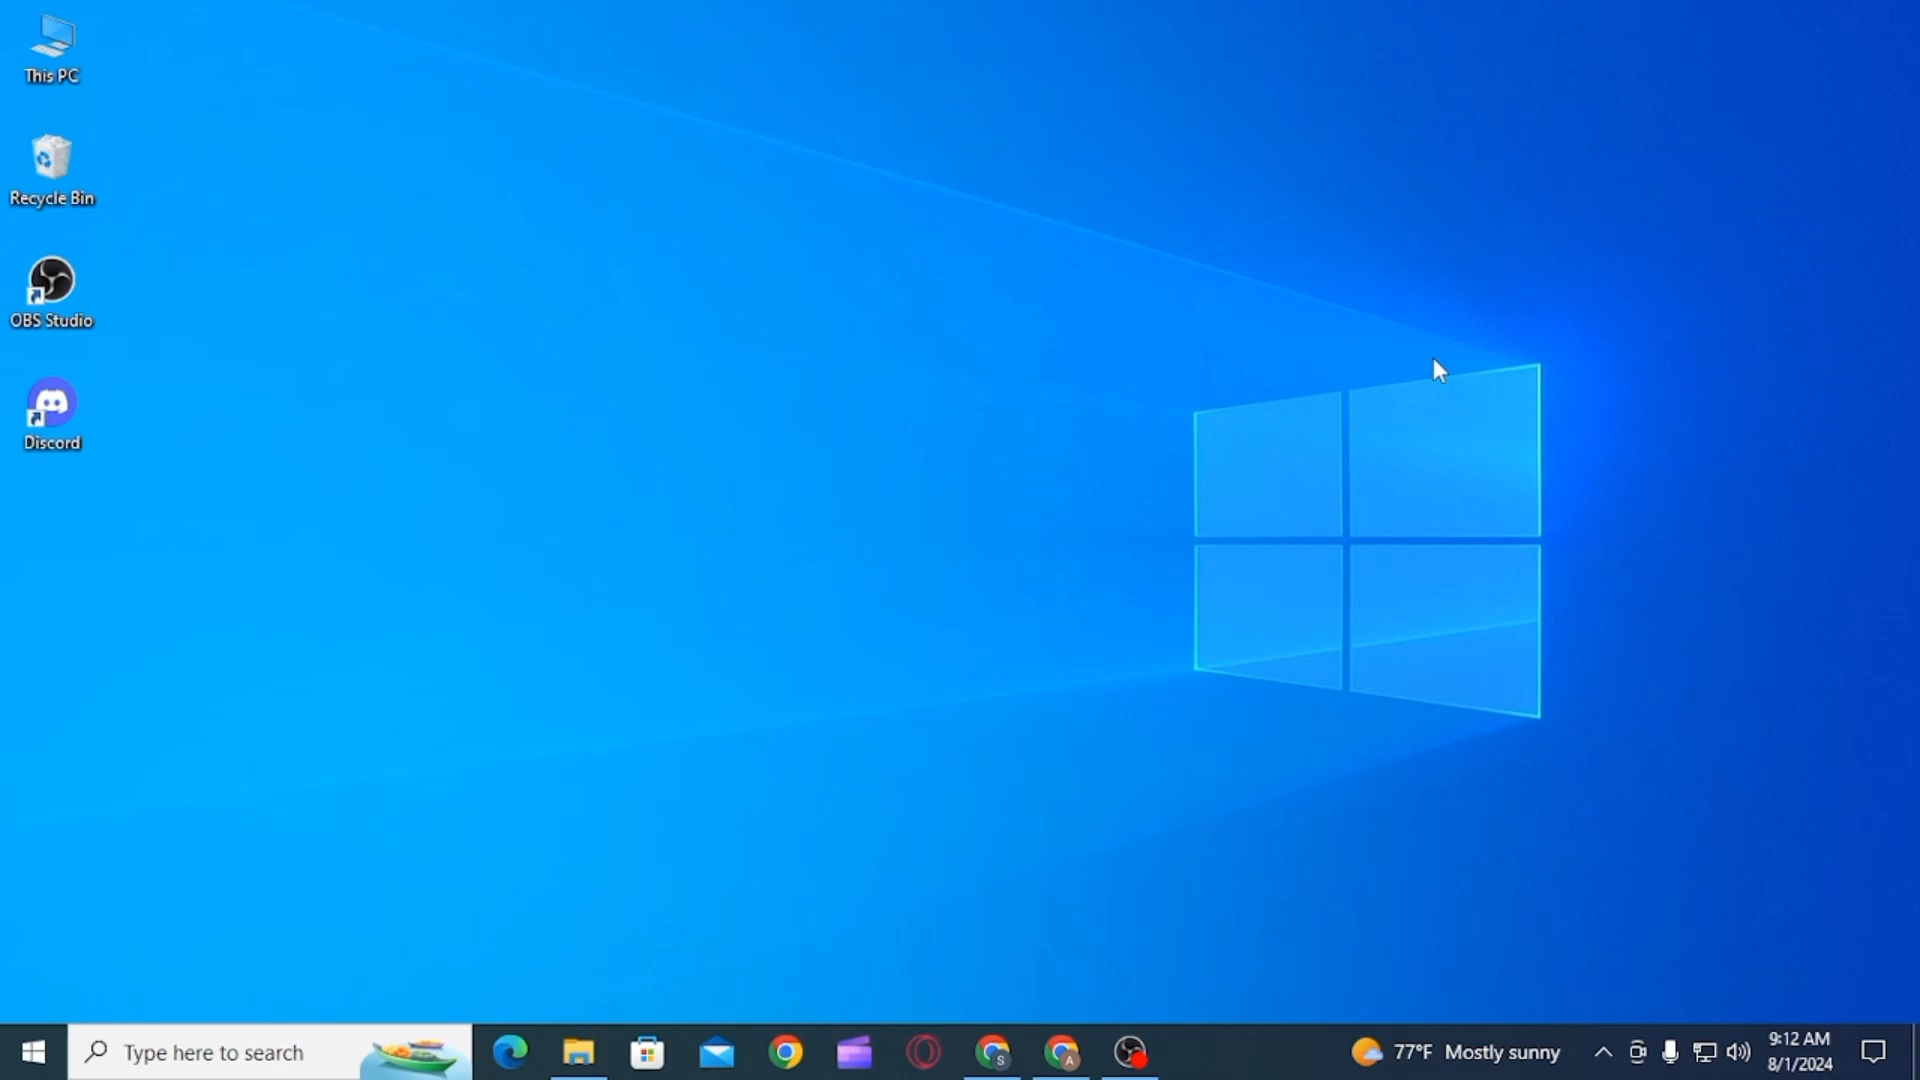 This PC
Recycle Bin
OBS Studio
Discord
Type here to search
S
A
77°F Mostly sunny
9:12 AM
8/1/2024